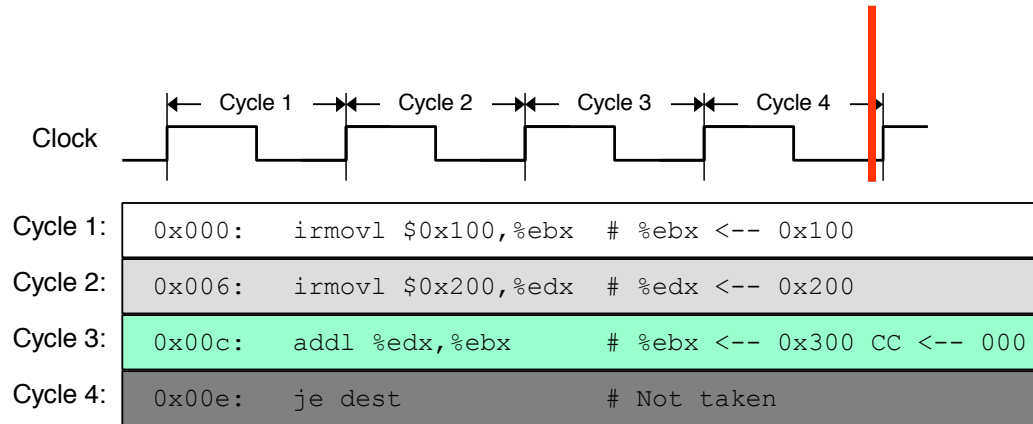 Cycle 1 Cycle 2 Cycle 3 Cycle 4
Clock
Cycle 1: 0x000: irmovl $0x100,%ebx # %ebx <-- 0x100
Cycle 2: 0x006: irmovl $0x200,%edx # %edx <-- 0x200
Cycle 3: 0x00c: addl %edx,%ebx # %ebx <-- 0x300 CC <-- 000
Cycle 4: 0x00e: je dest # Not taken